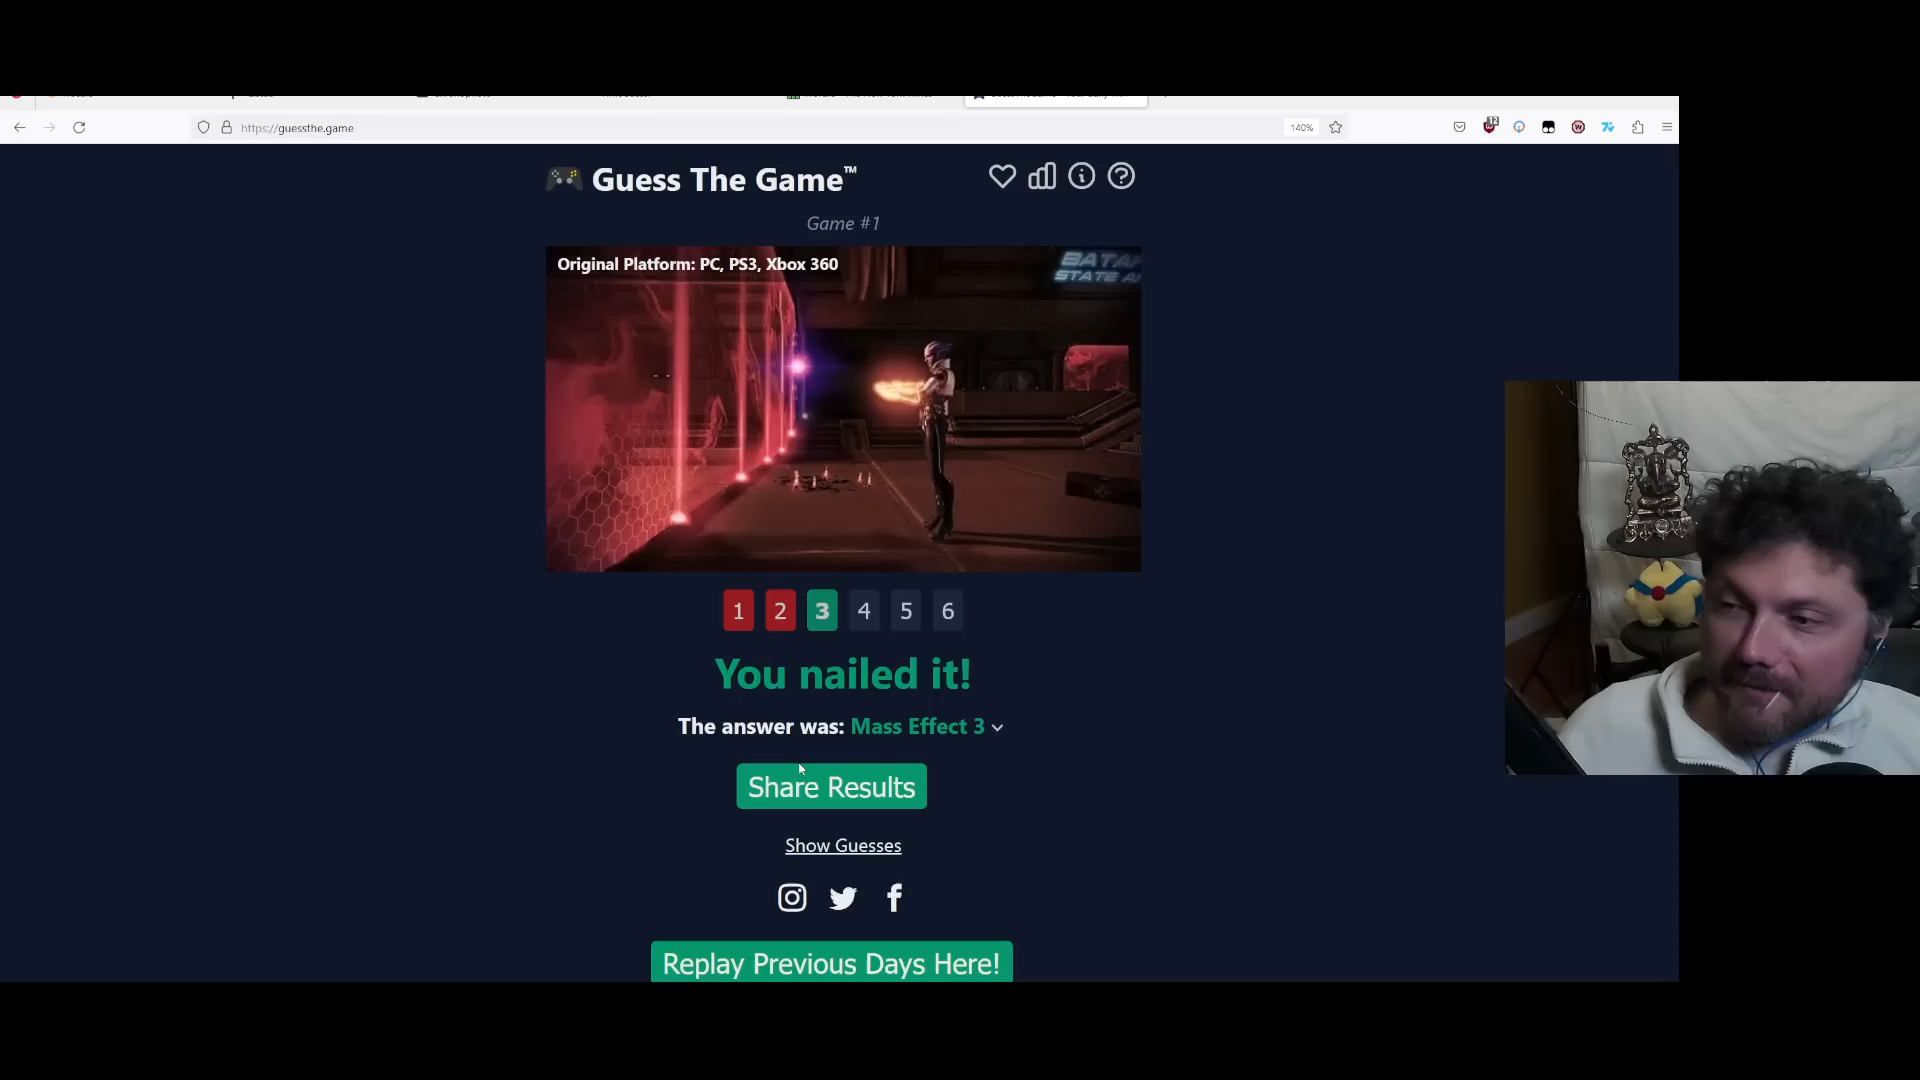 https://guessthe.game
140%
12
Guess The Game™
Game #1
Original Platform: PC, PS3, Xbox 360
STATE
1 2 3 4 5 6
You nailed it!
The answer was: Mass Effect 3
Share Results
Show Guesses
Replay Previous Days Here!